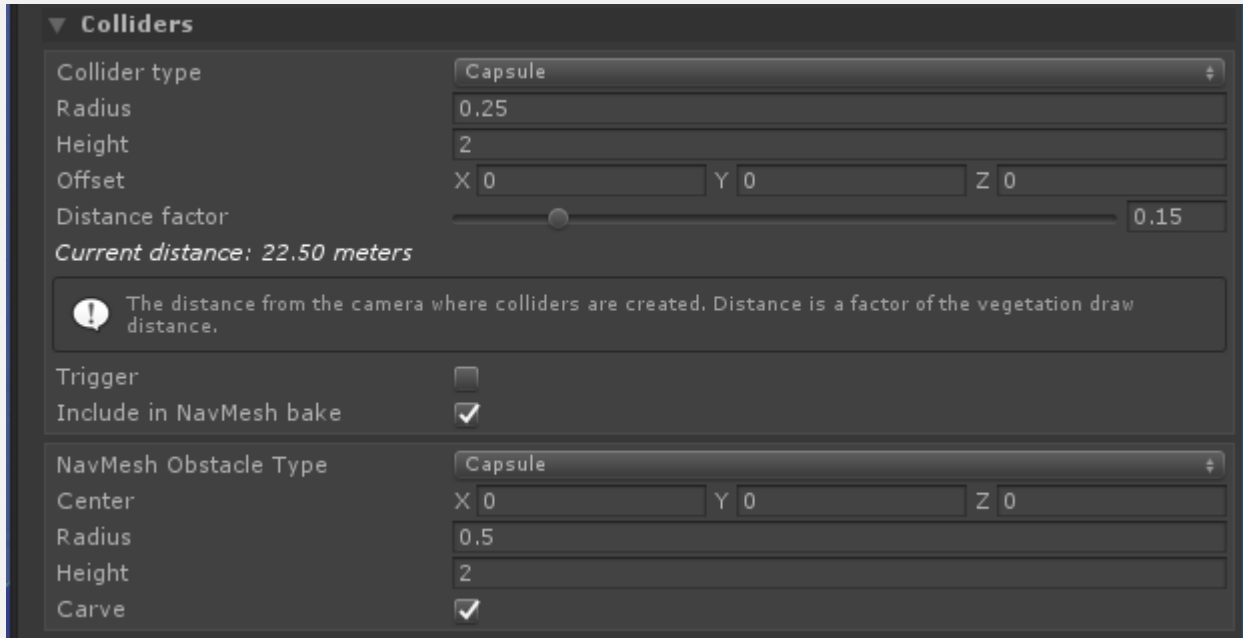 Colliders
Collider type Capsule
Radius 0.25
Height 2
Offset X 0 Y 0 Z 0
Distance factor 0.15
Current distance: 22.50 meters
The distance from the camera where colliders are created. Distance is a factor of the vegetation draw
distance.
Trigger
Include in NavMesh bake
NavMesh Obstacle Type Capsule
Center X 0 Y 0 Z 0
Radius 0.5
Height 2
Carve